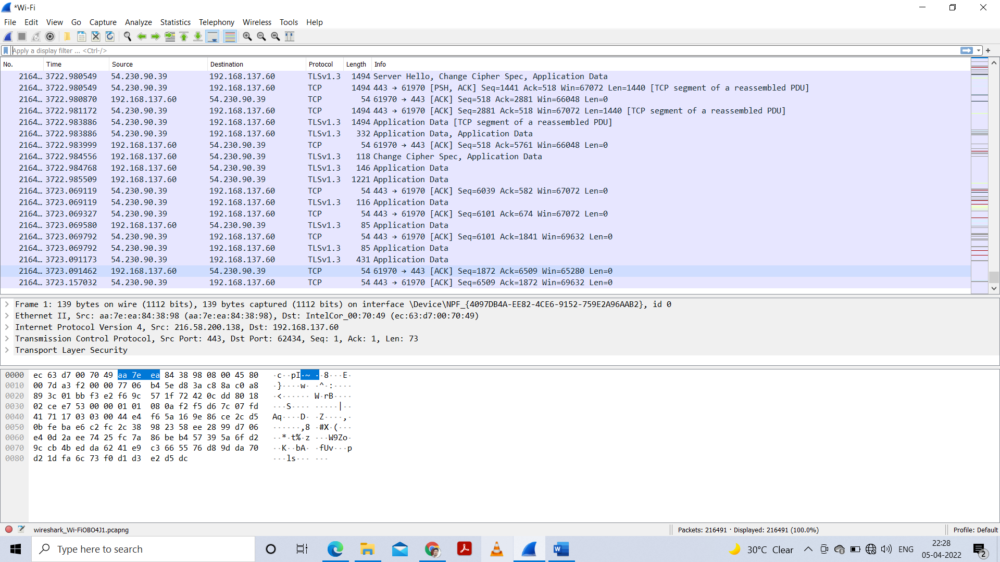 *Wi-Fi
File Edit View Go Capture Analyze Statistics Telephony Wireless Tools Help
Apply a display filter ... <Ctrl-/>
No. Time Source Destination Protocol Length Info
2164… 3722.980549 54.230.90.39 192.168.137.60 TLSv1.3 1494 Server Hello, Change Cipher Spec, Application Data
2164… 3722.980549 54.230.90.39 192.168.137.60 TCP 1494 443 → 61970 [PSH, ACK] Seq=1441 Ack=518 Win=67072 Len=1440 [TCP segment of a reassembled PDU]
2164… 3722.980870 192.168.137.60 54.230.90.39 TCP 54 61970 → 443 [ACK] Seq=518 Ack=2881 Win=66048 Len=0
2164… 3722.981172 54.230.90.39 192.168.137.60 TCP 1494 443 → 61970 [ACK] Seq=2881 Ack=518 Win=67072 Len=1440 [TCP segment of a reassembled PDU]
2164… 3722.983886 54.230.90.39 192.168.137.60 TLSv1.3 1494 Application Data [TCP segment of a reassembled PDU]
2164… 3722.983886 54.230.90.39 192.168.137.60 TLSv1.3 332 Application Data, Application Data
2164… 3722.983999 192.168.137.60 54.230.90.39 TCP 54 61970 → 443 [ACK] Seq=518 Ack=5761 Win=66048 Len=0
2164… 3722.984556 192.168.137.60 54.230.90.39 TLSv1.3 118 Change Cipher Spec, Application Data
2164… 3722.984768 192.168.137.60 54.230.90.39 TLSv1.3 146 Application Data
2164… 3722.985509 192.168.137.60 54.230.90.39 TLSv1.3 1221 Application Data
2164… 3723.069119 54.230.90.39 192.168.137.60 TCP 54 443 → 61970 [ACK] Seq=6039 Ack=582 Win=67072 Len=0
2164… 3723.069119 54.230.90.39 192.168.137.60 TLSv1.3 116 Application Data
2164… 3723.069327 54.230.90.39 192.168.137.60 TCP 54 443 → 61970 [ACK] Seq=6101 Ack=674 Win=67072 Len=0
2164… 3723.069580 192.168.137.60 54.230.90.39 TLSv1.3 85 Application Data
2164… 3723.069792 54.230.90.39 192.168.137.60 TCP 54 443 → 61970 [ACK] Seq=6101 Ack=1841 Win=69632 Len=0
2164… 3723.069792 54.230.90.39 192.168.137.60 TLSv1.3 85 Application Data
2164… 3723.091173 54.230.90.39 192.168.137.60 TLSv1.3 431 Application Data
2164… 3723.091462 192.168.137.60 54.230.90.39 TCP 54 61970 → 443 [ACK] Seq=1872 Ack=6509 Win=65280 Len=0
2164… 3723.157032 54.230.90.39 192.168.137.60 TCP 54 443 → 61970 [ACK] Seq=6509 Ack=1872 Win=69632 Len=0
Frame 1: 139 bytes on wire (1112 bits), 139 bytes captured (1112 bits) on interface \Device\NPF_{4097DB4A-EE82-4CE6-9152-759E2A96AAB2}, id 0
Ethernet II, Src: aa:7e:ea:84:38:98 (aa:7e:ea:84:38:98), Dst: IntelCor_00:70:49 (ec:63:d7:00:70:49)
Internet Protocol Version 4, Src: 216.58.200.138, Dst: 192.168.137.60
Transmission Control Protocol, Src Port: 443, Dst Port: 62434, Seq: 1, Ack: 1, Len: 73
Transport Layer Security
0000 ec 63 d7 00 70 49 aa 7e ea 84 38 98 08 00 45 80 ·c··pI·~ ··8···E·
0010 00 7d a3 f2 00 00 77 06 b4 5e d8 3a c8 8a c0 a8 ·}····w· ·^·:····
0020 89 3c 01 bb f3 e2 f6 9c 57 1f 72 42 0c dd 80 18 ·<······ W·rB····
0030 02 ce e7 53 00 00 01 01 08 0a f2 f5 d6 7c 07 fd ···S···· ·····|··
0040 41 71 17 03 03 00 44 e4 f6 5a 16 9e 86 ce 2c d5 Aq····D· ·Z····,·
0050 0b fe ba e6 c2 fc 2c 38 98 23 58 ee 28 99 d7 06 ······,8 ·#X·(···
0060 e4 0d 2a ee 74 25 fc 7a 86 be b4 57 39 5a 6f d2 ··*·t%·z ···W9Zo·
0070 9c cb 4b ed da 62 41 e9 c3 66 55 76 d8 9d da 70 ··K··bA· ·fUv···p
0080 d2 1d fa 6c 73 f0 d1 d3 e2 d5 dc ···ls··· ···
wireshark_Wi-FiOBO4J1.pcapng Packets: 216491 · Displayed: 216491 (100.0%) Profile: Default
Type here to search 30°C Clear ENG 22:28
05-04-2022 2